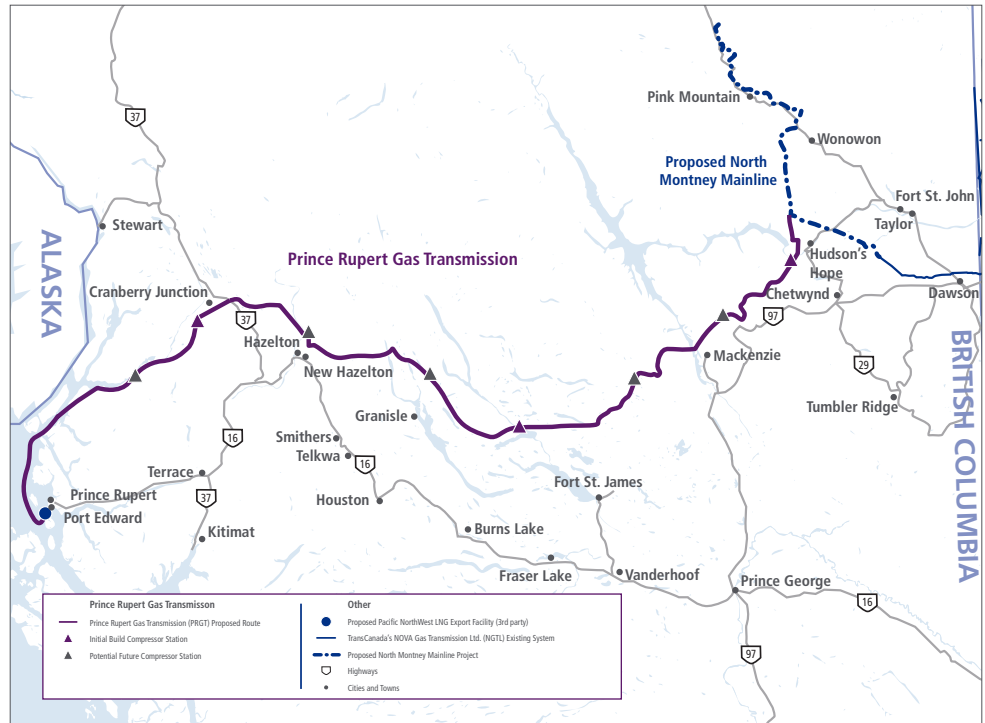 37
Pink Mountain
Wonowon
Proposed North
Montney Mainline
Fort St. John
Taylor
Stewart
ALASKA
Prince Rupert Gas Transmission
Hudson's
Hope
Cranberry Junction
Chetwynd
Dawson
37
97
Hazelton
New Hazelton
Mackenzie
BRITISH COLUMBIA
29
Granisle
Tumbler Ridge
16
Smithers
Telkwa
16
Terrace
Fort St. James
37
Prince Rupert
Port Edward
Houston
Kitimat
Burns Lake
Fraser Lake
Vanderhoof
Prince George
16
97
Prince Rupert Gas Transmisson
Prince Rupert Gas Transmission (PRGT) Proposed Route
Initial Build Compressor Station
Potential Future Compressor Station
Other
Proposed Pacific NorthWest LNG Export Facility (3rd party)
TransCanada's NOVA Gas Transmission Ltd. (NGTL) Existing System
Proposed North Montney Mainline Project
Highways
Cities and Towns